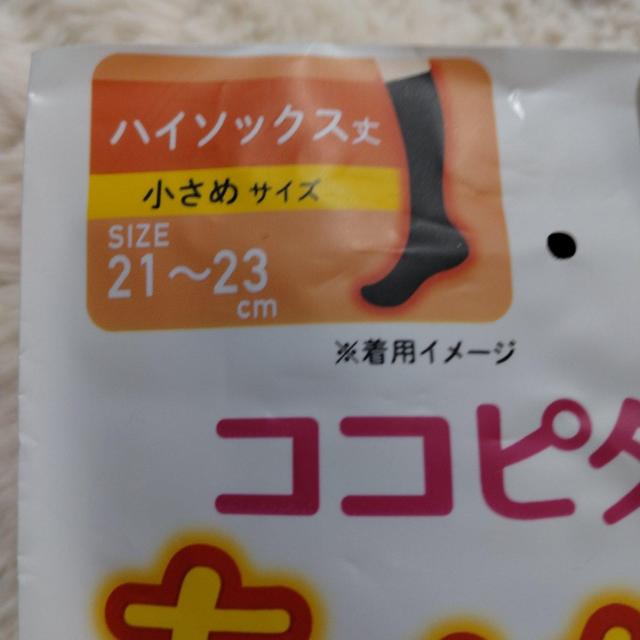 ハイソックス丈
小さめ サイズ
SIZE
21～23
cm
※着用イメージ
ココピタ